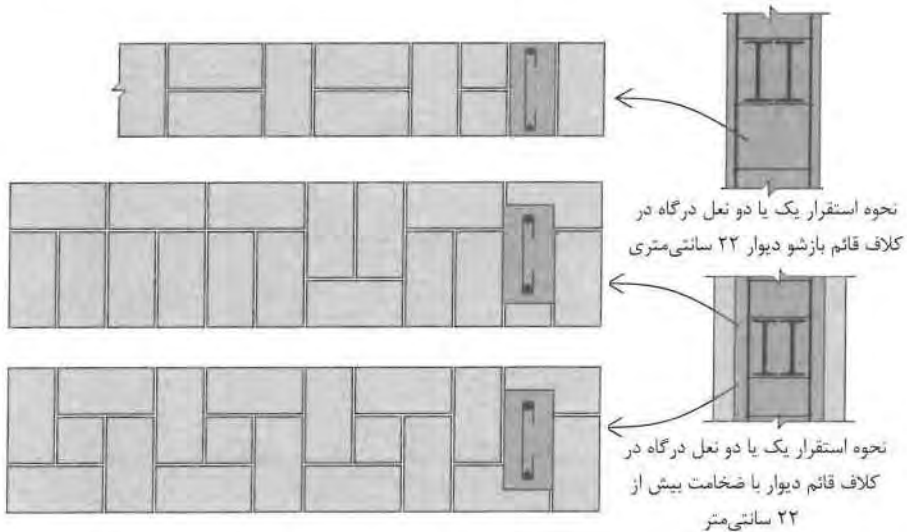 نحوه استقرار یک یا دو نعل درگاه در
کلاف قائم بازشو دیوار ۲۲ سانتی‌متری
نحوه استقرار یک یا دو نعل درگاه در
کلاف قائم دیوار با ضخامت بیش از
۲۲ سانتی‌متر